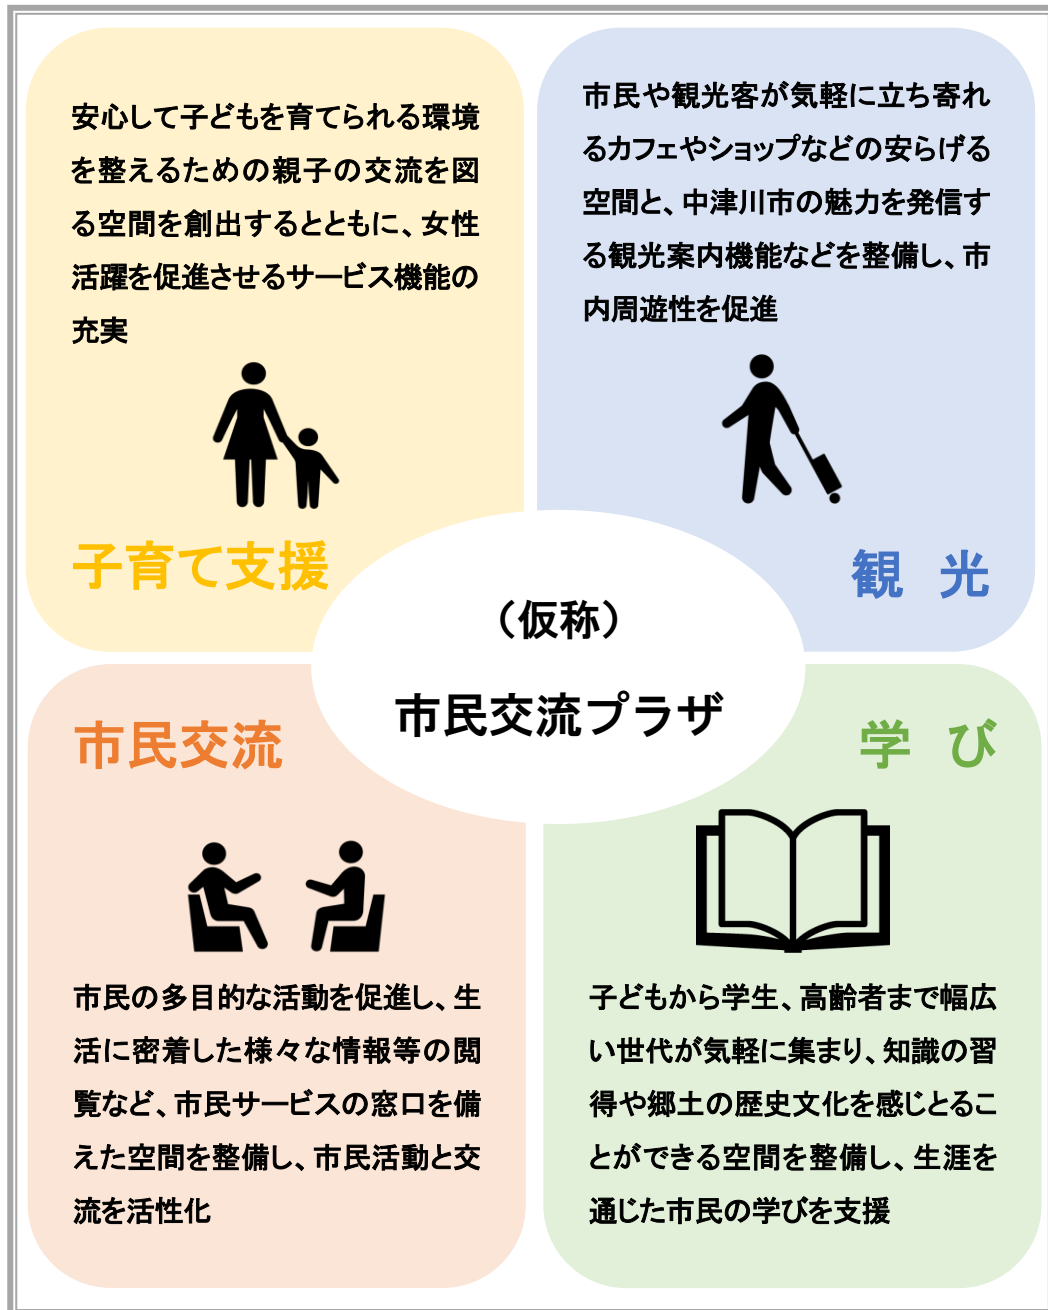 安心して子どもを育てられる環境
を整えるための親子の交流を図
る空間を創出するとともに、女性
活躍を促進させるサービス機能の
充実
子育て支援
市民や観光客が気軽に立ち寄れ
るカフェやショップなどの安らげる
空間と、中津川市の魅力を発信す
る観光案内機能などを整備し、市
内周遊性を促進
観　光
（仮称）
市民交流プラザ
市民交流
市民の多目的な活動を促進し、生
活に密着した様々な情報等の閲
覧など、市民サービスの窓口を備
えた空間を整備し、市民活動と交
流を活性化
学　び
子どもから学生、高齢者まで幅広
い世代が気軽に集まり、知識の習
得や郷土の歴史文化を感じとるこ
とができる空間を整備し、生涯を
通じた市民の学びを支援